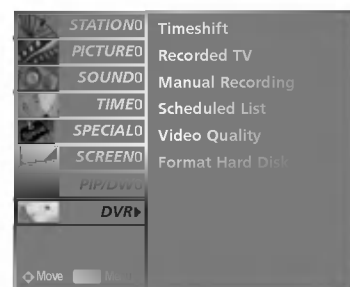 STATION
PICTURE
SOUND
TIME
SPECIAL
SCREEN
PIP/DW
DVR
Move
Timeshift
Recorded TV
Manual Recording
Scheduled List
Video Quality
Format Hard Disk